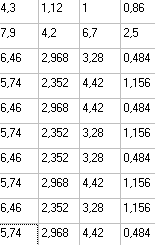 4,3 1,12 1 0,86
7,9 4,2 6,7 2,5
6,46 2,968 3,28 0,484
5,74 2,352 4,42 1,156
6,46 2,968 4,42 0,484
5,74 2,352 3,28 1,156
6,46 2,352 3,28 0,484
5,74 2,968 4,42 1,156
6,46 2,352 3,28 1,156
5,74 2,968 4,42 0,484